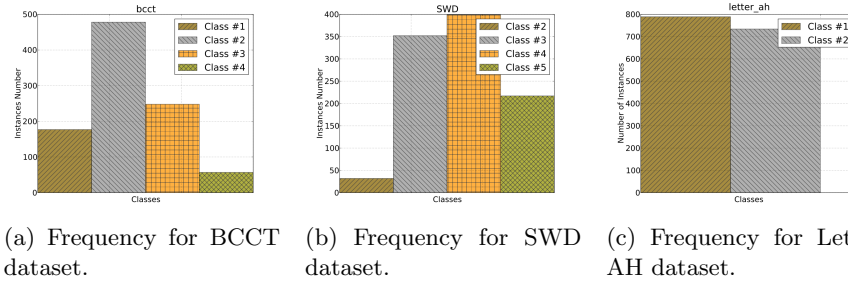 bcct
500
400
300
200
100
0
Instances Number
Classes
Class #1
Class #2
Class #3
Class #4
SWD
400
350
300
250
200
150
100
50
0
Instances Number
Classes
Class #2
Class #3
Class #4
Class #5
letter_ah
800
700
600
500
400
300
200
100
0
Number of Instances
Classes
Class #1
Class #2
(a) Frequency for BCCT
dataset.
(b) Frequency for SWD
dataset.
(c) Frequency for Let
AH dataset.